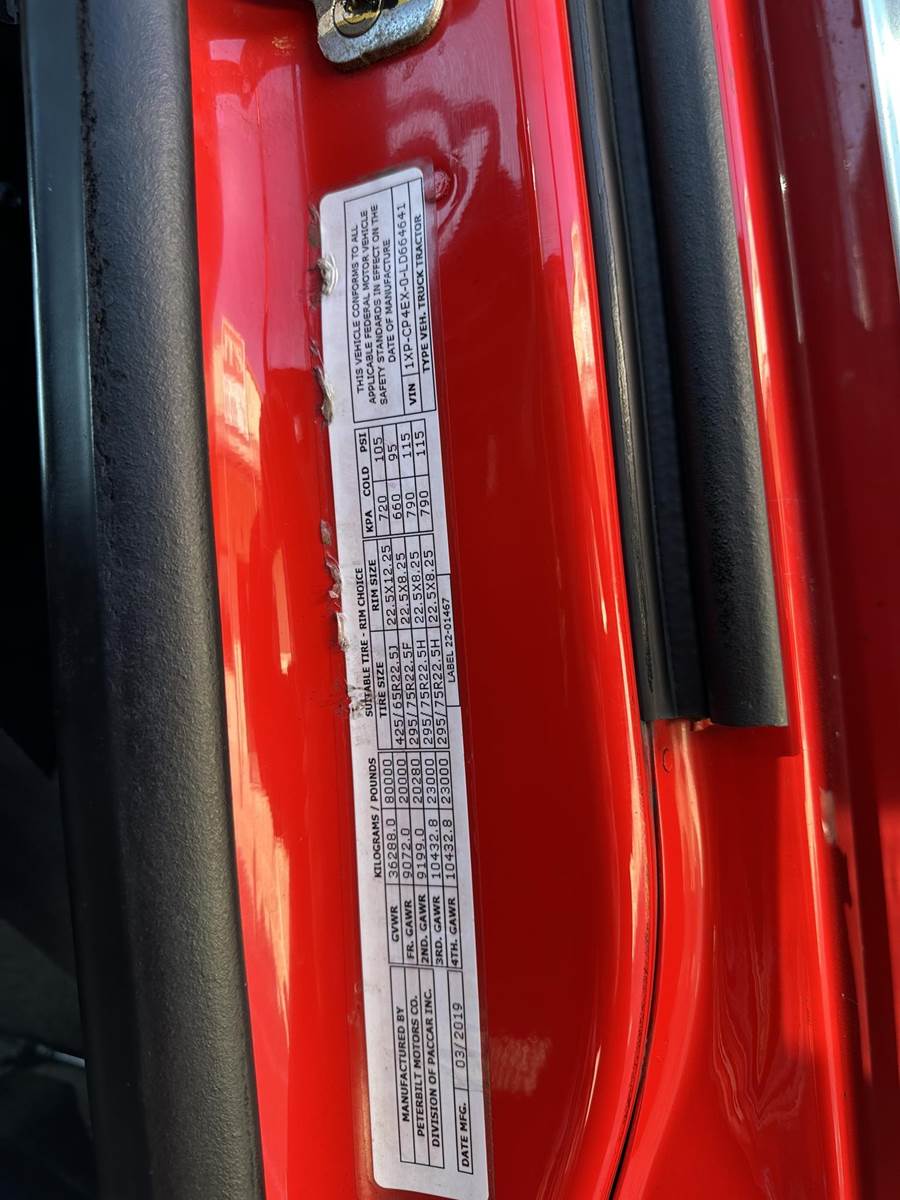 MANUFACTURED BY
PETERBILT MOTORS CO.
DIVISION OF PACCAR INC.
DATE MFG. 03/2019
KILOGRAMS / POUNDS
GVWR 36288.0 80000
FR. GAWR 9072.0 20000
2ND. GAWR 9199.0 20280
3RD. GAWR 10432.8 23000
4TH. GAWR 10432.8 23000
SUITABLE TIRE - RIM CHOICE
TIRE SIZE RIM SIZE KPA COLD PSI
425/65R22.5J 22.5X12.25 720 105
295/75R22.5F 22.5X8.25 660 95
295/75R22.5H 22.5X8.25 790 115
295/75R22.5H 22.5X8.25 790 115
LABEL 22-01467
THIS VEHICLE CONFORMS TO ALL
APPLICABLE FEDERAL MOTOR VEHICLE
SAFETY STANDARDS IN EFFECT ON THE
DATE OF MANUFACTURE
VIN 1XP-CP4EX-0-LD664641
TYPE VEH. TRUCK TRACTOR